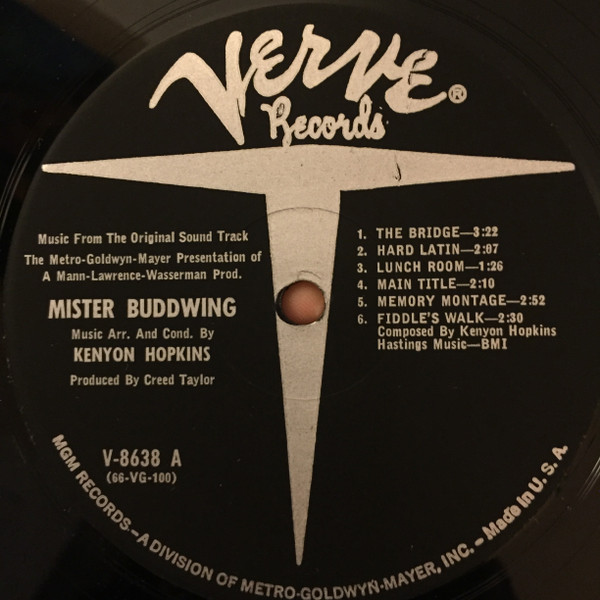 VERVE®
Records
Music From The Original Sound Track
The Metro-Goldwyn-Mayer Presentation of
A Mann-Lawrence-Wasserman Prod.
MISTER BUDDWING
Music Arr. And Cond. By
KENYON HOPKINS
Produced By Creed Taylor
V-8638 A
(66-VG-100)
1. THE BRIDGE—3:22
2. HARD LATIN—2:07
3. LUNCH ROOM—1:26
4. MAIN TITLE—2:10
5. MEMORY MONTAGE—2:52
6. FIDDLE'S WALK—2:30
Composed By Kenyon Hopkins
Hastings Music—BMI
MGM RECORDS—A DIVISION OF METRO-GOLDWYN-MAYER, INC. – Made In U.S.A.